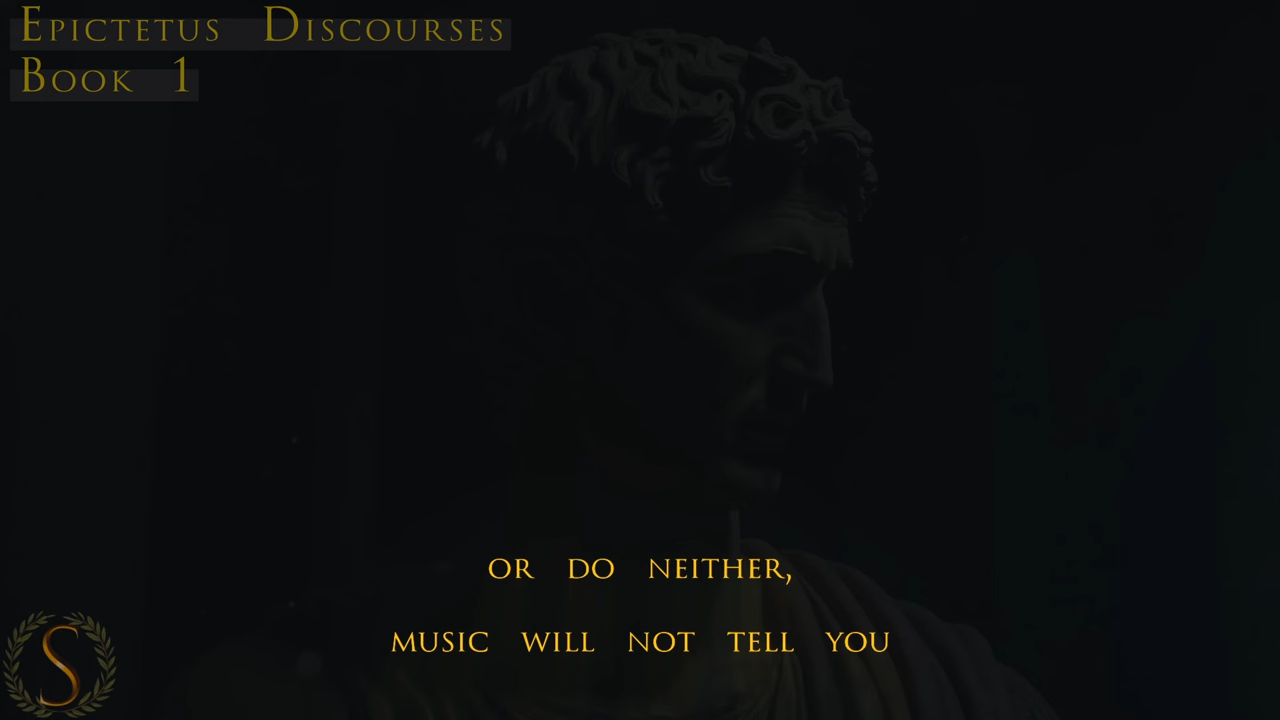 Epictetus Discourses
Book 1
or do neither,
music will not tell you
S